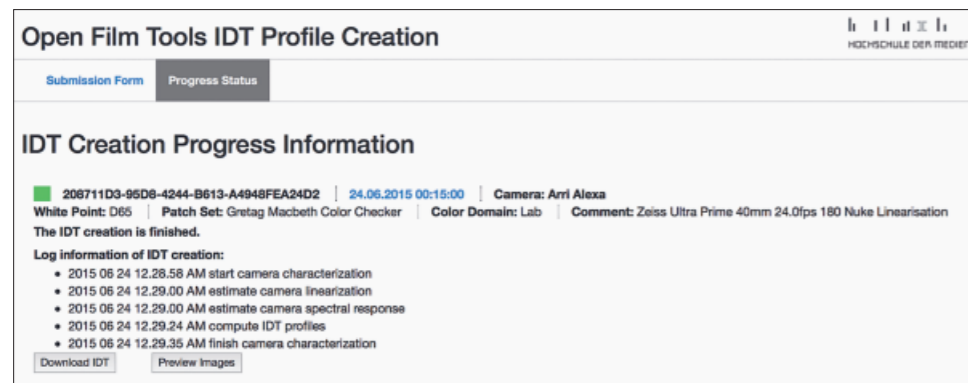 Open Film Tools IDT Profile Creation
HOCHSCHULE DER MEDIEN
Submission Form Progress Status
IDT Creation Progress Information
208711D3-95D8-4244-B613-A4948FEA24D2 24.06.2015 00:15:00 Camera: Arri Alexa
White Point: D65 Patch Set: Gretag Macbeth Color Checker Color Domain: Lab Comment: Zeiss Ultra Prime 40mm 24.0fps 180 Nuke Linearisation
The IDT creation is finished.
Log information of IDT creation:
• 2015 06 24 12.28.58 AM start camera characterization
• 2015 06 24 12.29.00 AM estimate camera linearization
• 2015 06 24 12.29.00 AM estimate camera spectral response
• 2015 06 24 12.29.24 AM compute IDT profiles
• 2015 06 24 12.29.35 AM finish camera characterization
Download IDT Preview Images